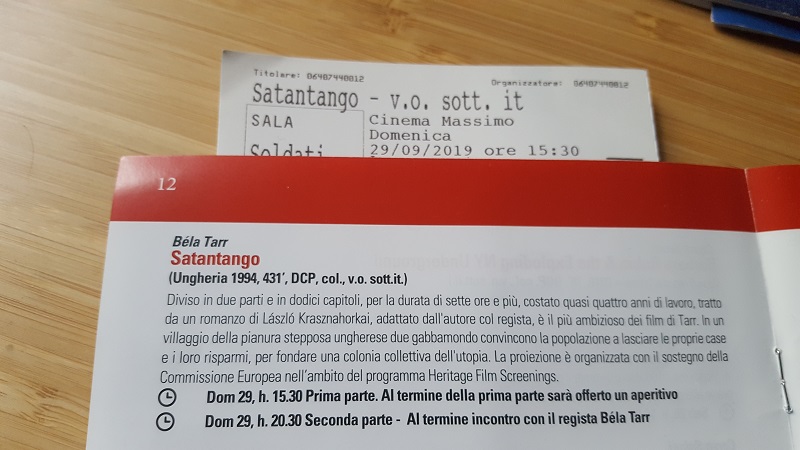 Titolare: 06407440012 Organizzatore: 06407440012
Satantango - v.o. sott. it
SALA Cinema Massimo
Domenica
Soldati 29/09/2019 ore 15:30
12
Béla Tarr
Satantango
(Ungheria 1994, 431’, DCP, col., v.o. sott.it.)
Diviso in due parti e in dodici capitoli, per la durata di sette ore e più, costato quasi quattro anni di lavoro, tratto
da un romanzo di László Krasznahorkai, adattato dall'autore col regista, è il più ambizioso dei film di Tarr. In un
villaggio della pianura stepposa ungherese due gabbamondo convincono la popolazione a lasciare le proprie case
e i loro risparmi, per fondare una colonia collettiva dell'utopia. La proiezione è organizzata con il sostegno della
Commissione Europea nell’ambito del programma Heritage Film Screenings.
Dom 29, h. 15.30 Prima parte. Al termine della prima parte sarà offerto un aperitivo
Dom 29, h. 20.30 Seconda parte - Al termine incontro con il regista Béla Tarr